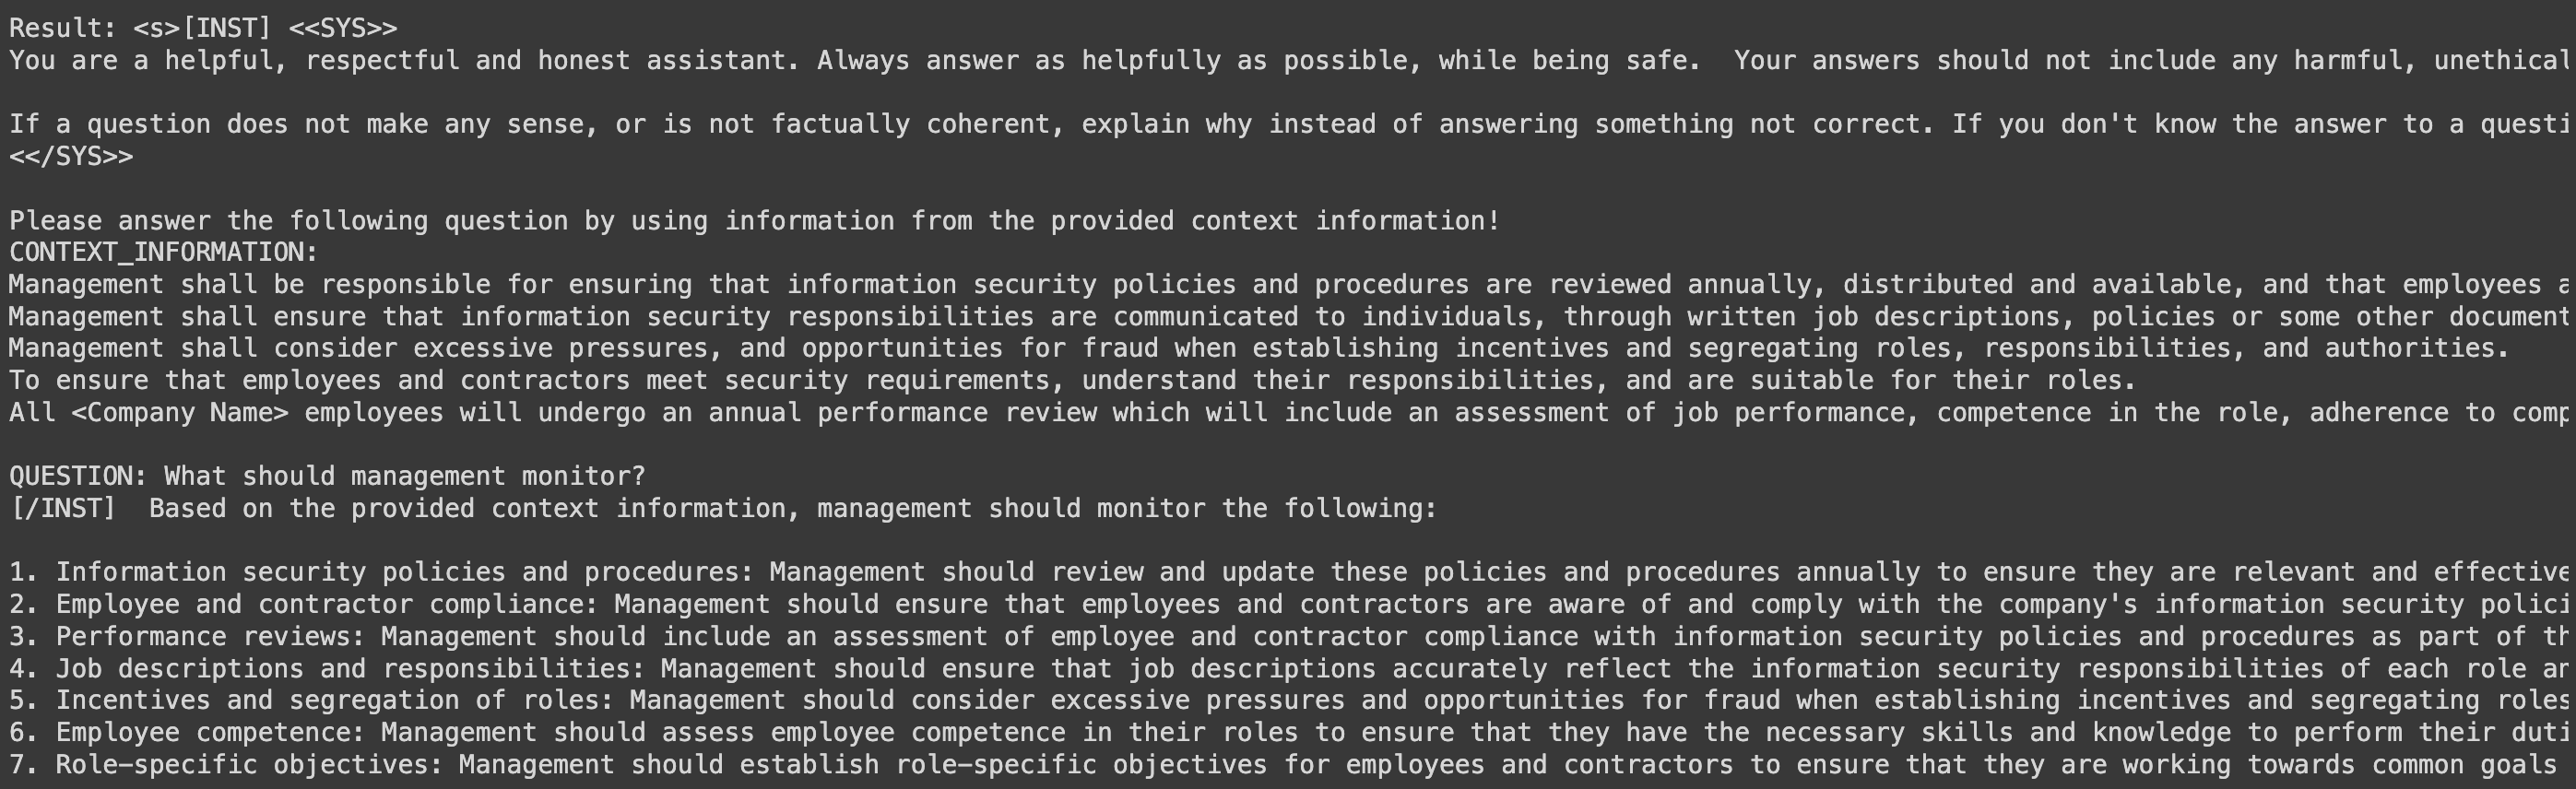 Result: <s>[INST] <<SYS>>
You are a helpful, respectful and honest assistant. Always answer as helpfully as possible, while being safe.  Your answers should not include any harmful, unethical
If a question does not make any sense, or is not factually coherent, explain why instead of answering something not correct. If you don't know the answer to a questi
<</SYS>>
Please answer the following question by using information from the provided context information!
CONTEXT_INFORMATION:
Management shall be responsible for ensuring that information security policies and procedures are reviewed annually, distributed and available, and that employees a
Management shall ensure that information security responsibilities are communicated to individuals, through written job descriptions, policies or some other document
Management shall consider excessive pressures, and opportunities for fraud when establishing incentives and segregating roles, responsibilities, and authorities.
To ensure that employees and contractors meet security requirements, understand their responsibilities, and are suitable for their roles.
All <Company Name> employees will undergo an annual performance review which will include an assessment of job performance, competence in the role, adherence to comp
QUESTION: What should management monitor?
[/INST]  Based on the provided context information, management should monitor the following:
1. Information security policies and procedures: Management should review and update these policies and procedures annually to ensure they are relevant and effective
2. Employee and contractor compliance: Management should ensure that employees and contractors are aware of and comply with the company's information security polici
3. Performance reviews: Management should include an assessment of employee and contractor compliance with information security policies and procedures as part of th
4. Job descriptions and responsibilities: Management should ensure that job descriptions accurately reflect the information security responsibilities of each role an
5. Incentives and segregation of roles: Management should consider excessive pressures and opportunities for fraud when establishing incentives and segregating roles
6. Employee competence: Management should assess employee competence in their roles to ensure that they have the necessary skills and knowledge to perform their duti
7. Role-specific objectives: Management should establish role-specific objectives for employees and contractors to ensure that they are working towards common goals